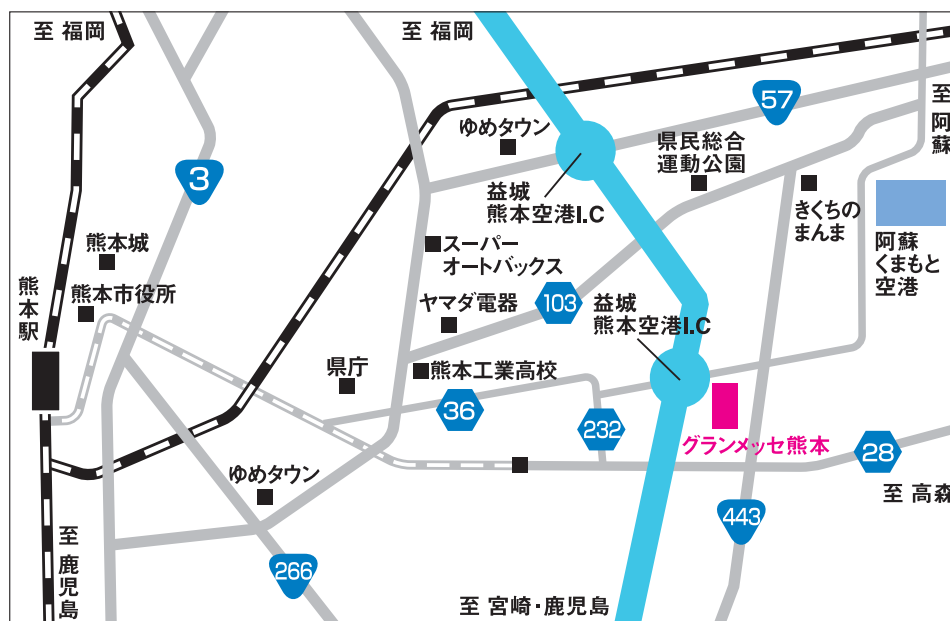 至 福岡
至 福岡
57
至
阿
蘇
ゆめタウン
県民総合
運動公園
3
益城
熊本空港I.C
きくちの
まんま
熊本城
スーパー
オートバックス
阿蘇
くまもと
空港
熊
本
駅
熊本市役所
ヤマダ電器
103
益城
熊本空港I.C
県庁
熊本工業高校
36
232
グランメッセ熊本
28
ゆめタウン
至 高森
443
至
鹿
児
島
266
至 宮崎・鹿児島